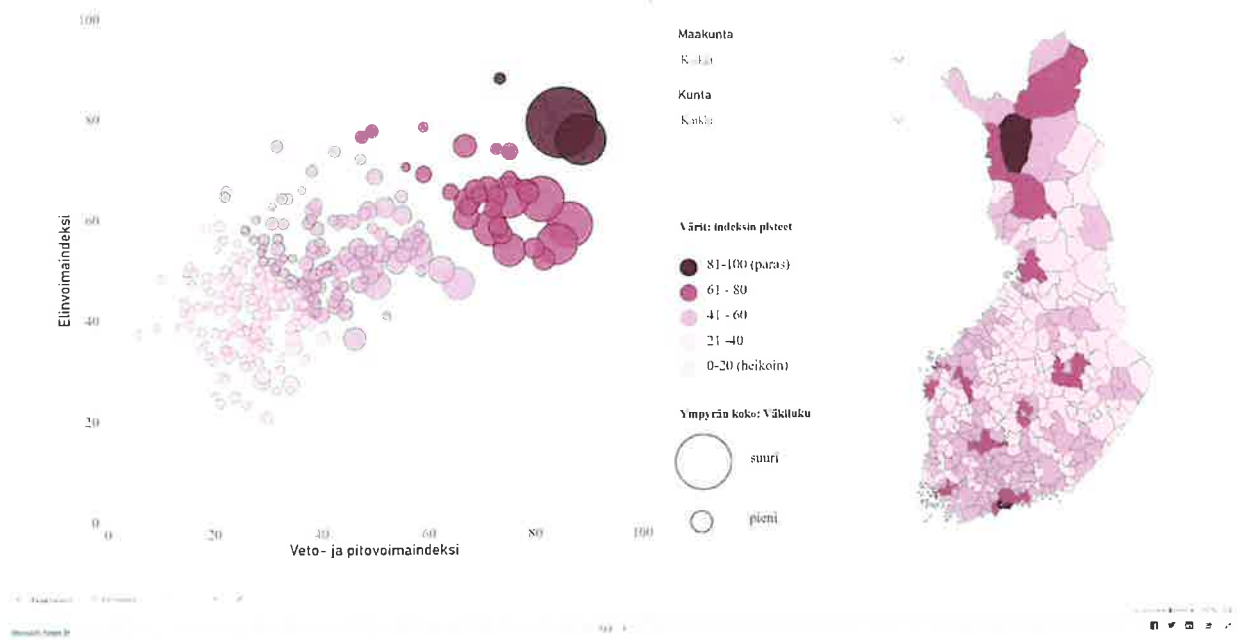 100
80
60
40
20
0
Elinvoimaindeksi
0
20
40
60
80
100
Veto- ja pitovoimaindeksi
Maakunta
Kaikki
Kunta
Kaikki
Värit: indeksin pisteet
81-100 (paras)
61 - 80
41 - 60
21 -40
0-20 (heikoin)
Ympyrän koko: Väkiluku
suuri
pieni